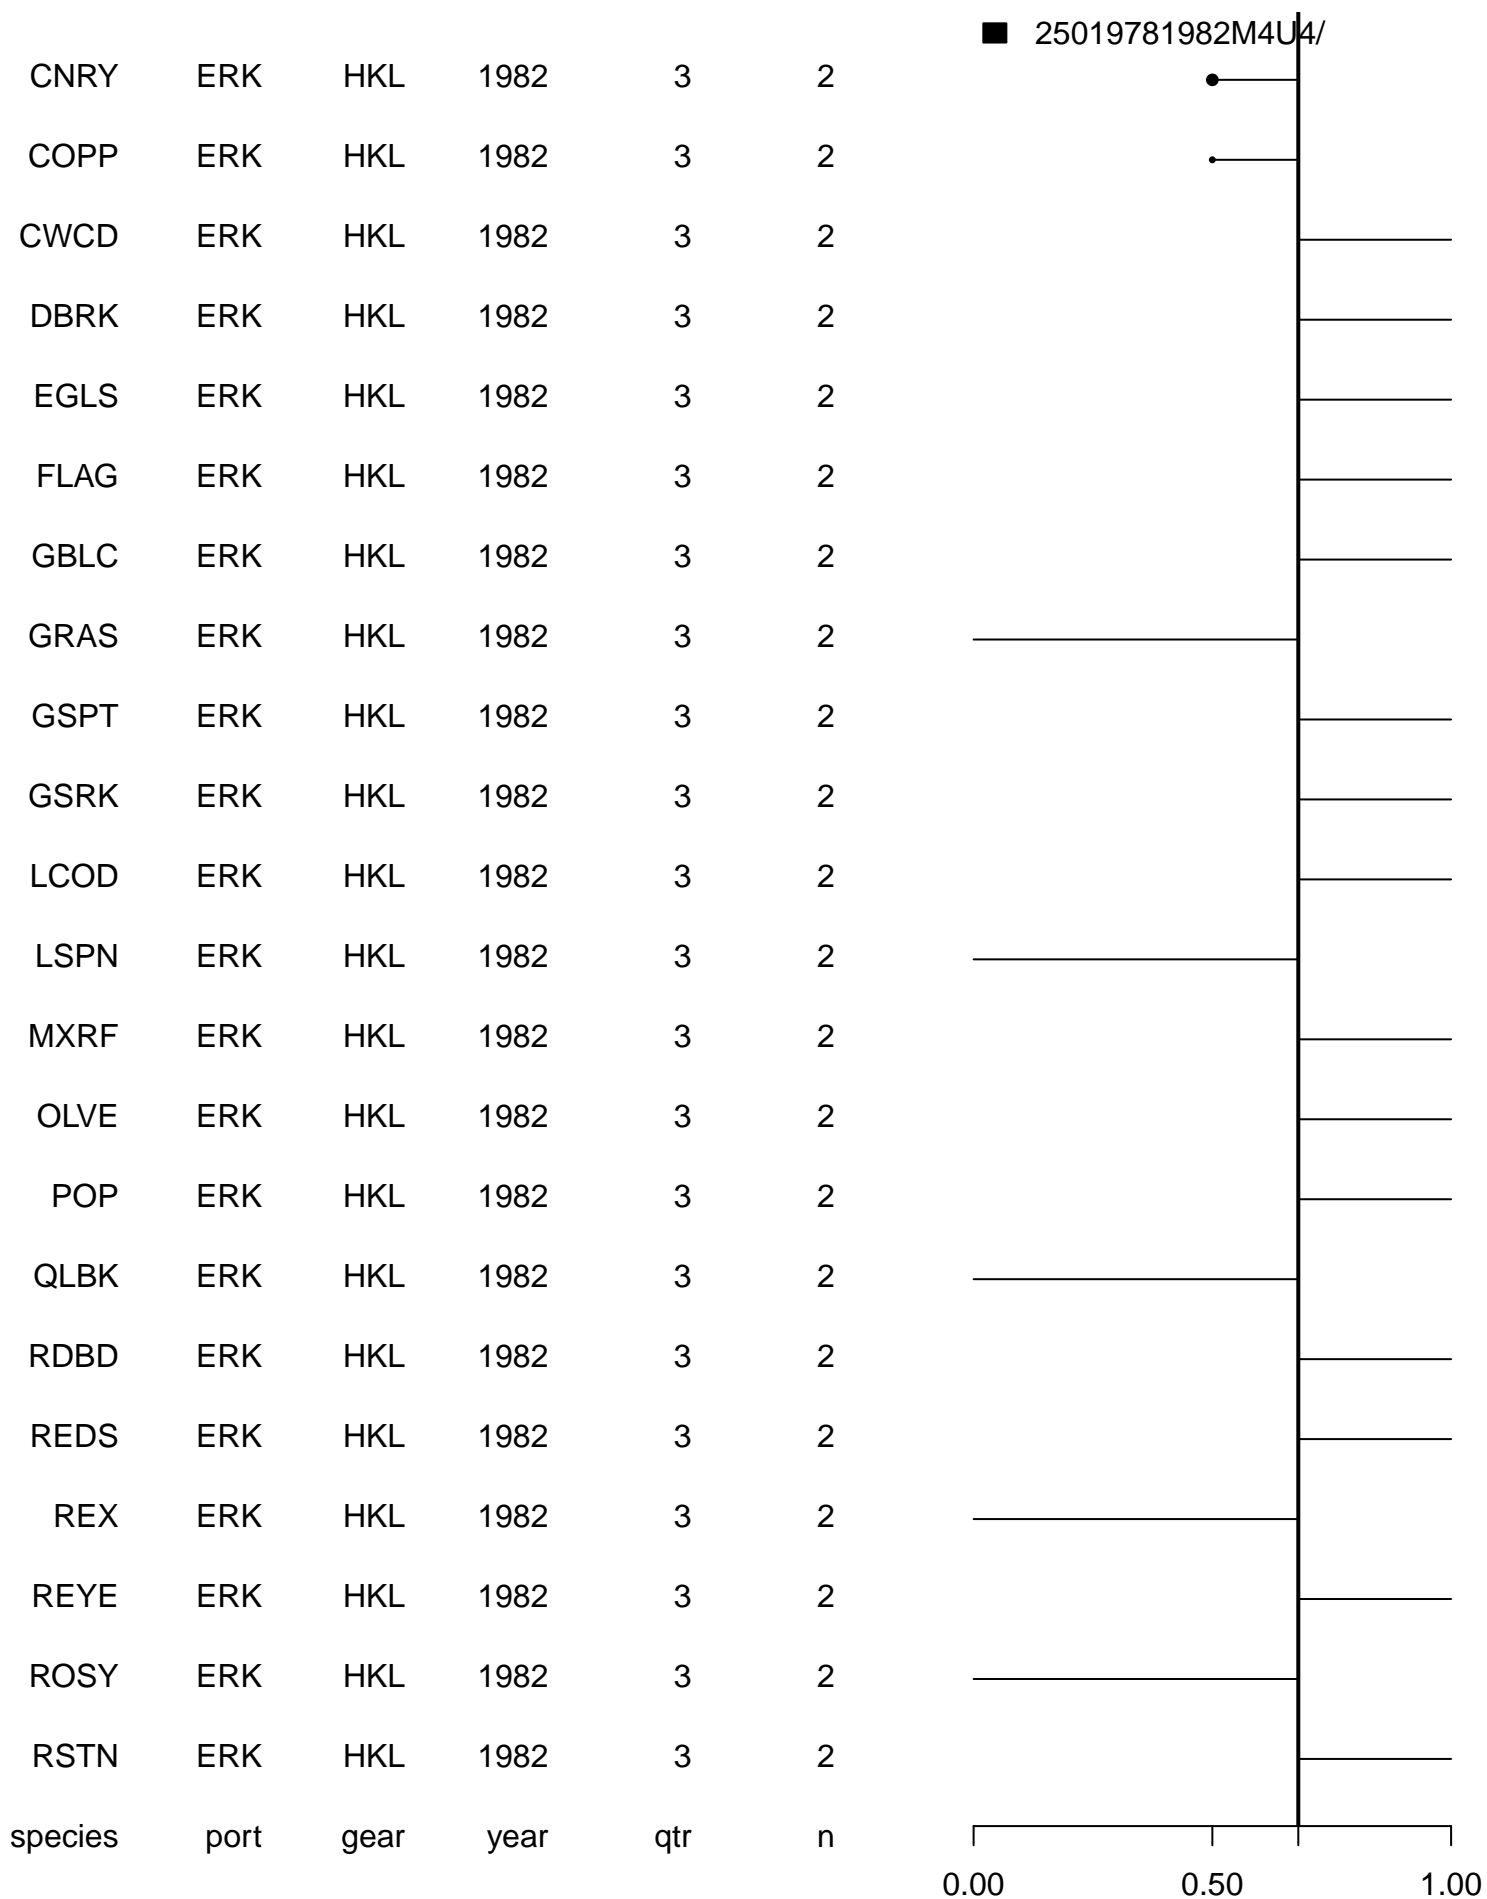 25019781982M4U4/
CNRY ERK HKL 1982 3 2
COPP ERK HKL 1982 3 2
CWCD ERK HKL 1982 3 2
DBRK ERK HKL 1982 3 2
EGLS ERK HKL 1982 3 2
FLAG ERK HKL 1982 3 2
GBLC ERK HKL 1982 3 2
GRAS ERK HKL 1982 3 2
GSPT ERK HKL 1982 3 2
GSRK ERK HKL 1982 3 2
LCOD ERK HKL 1982 3 2
LSPN ERK HKL 1982 3 2
MXRF ERK HKL 1982 3 2
OLVE ERK HKL 1982 3 2
POP ERK HKL 1982 3 2
QLBK ERK HKL 1982 3 2
RDBD ERK HKL 1982 3 2
REDS ERK HKL 1982 3 2
REX ERK HKL 1982 3 2
REYE ERK HKL 1982 3 2
ROSY ERK HKL 1982 3 2
RSTN ERK HKL 1982 3 2
species port gear year qtr n
0.00 0.50 1.00